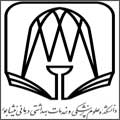 دانشگاه علوم پزشکی و خدمات بهداشتی درمانی نیشابور